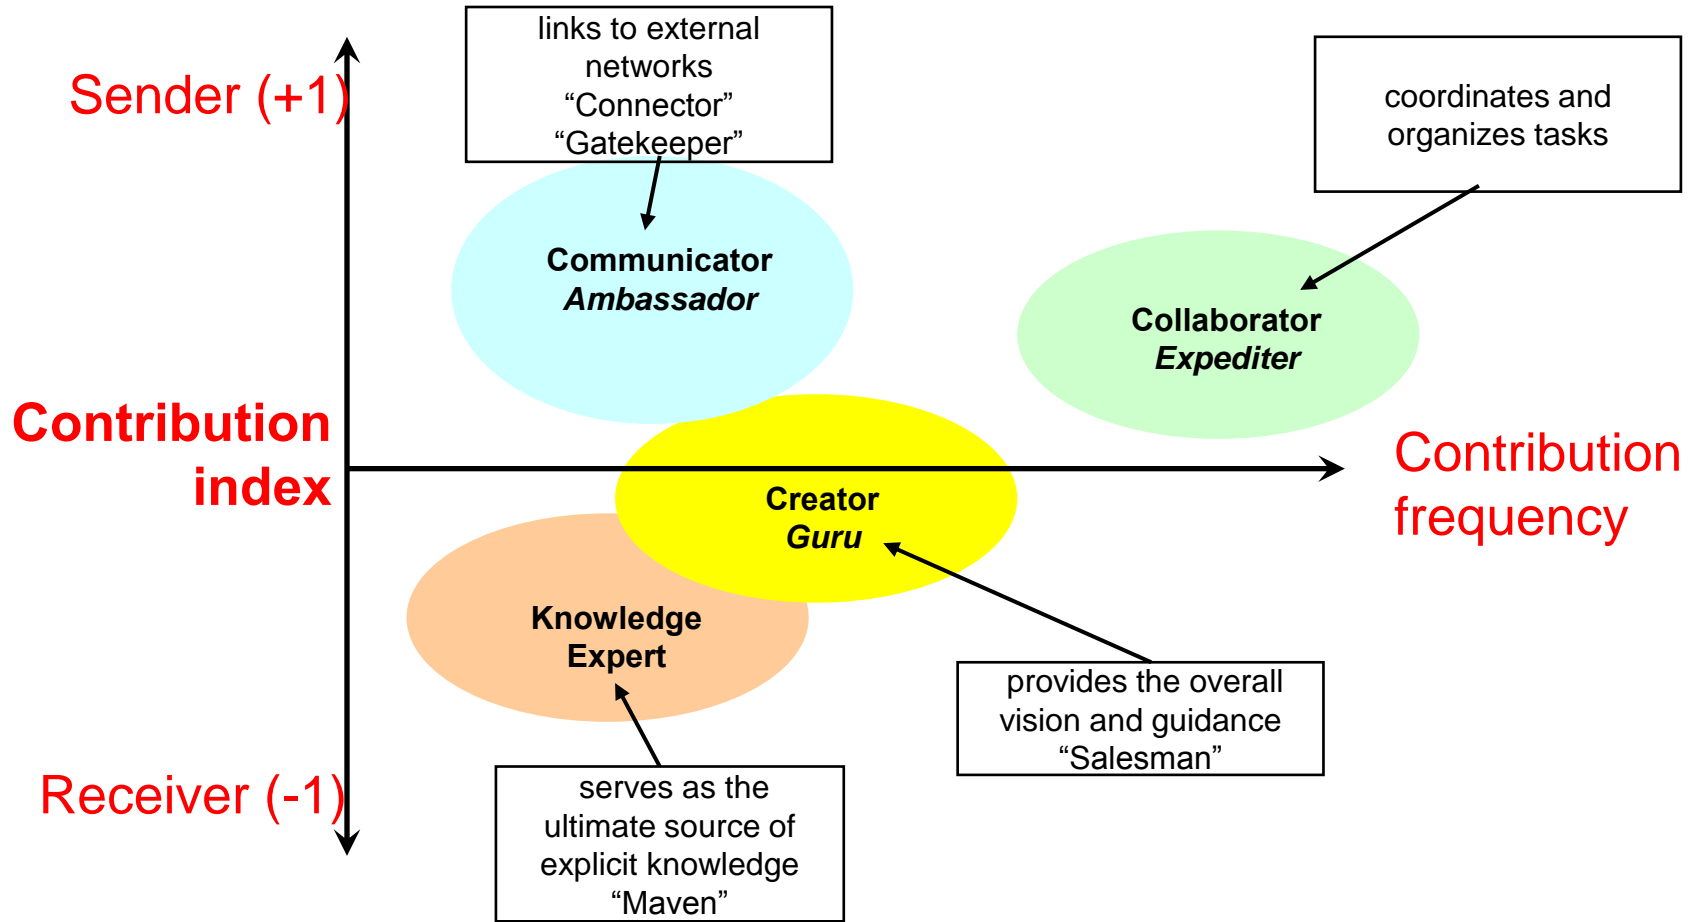 links to external
networks
“Connector”
“Gatekeeper”
Sender (+1)
coordinates and
organizes tasks
Communicator
Ambassador
Collaborator
Expediter
Contribution
index
Contribution
frequency
Creator
Guru
Knowledge
Expert
provides the overall
vision and guidance
“Salesman”
Receiver (-1)
serves as the
ultimate source of
explicit knowledge
“Maven”